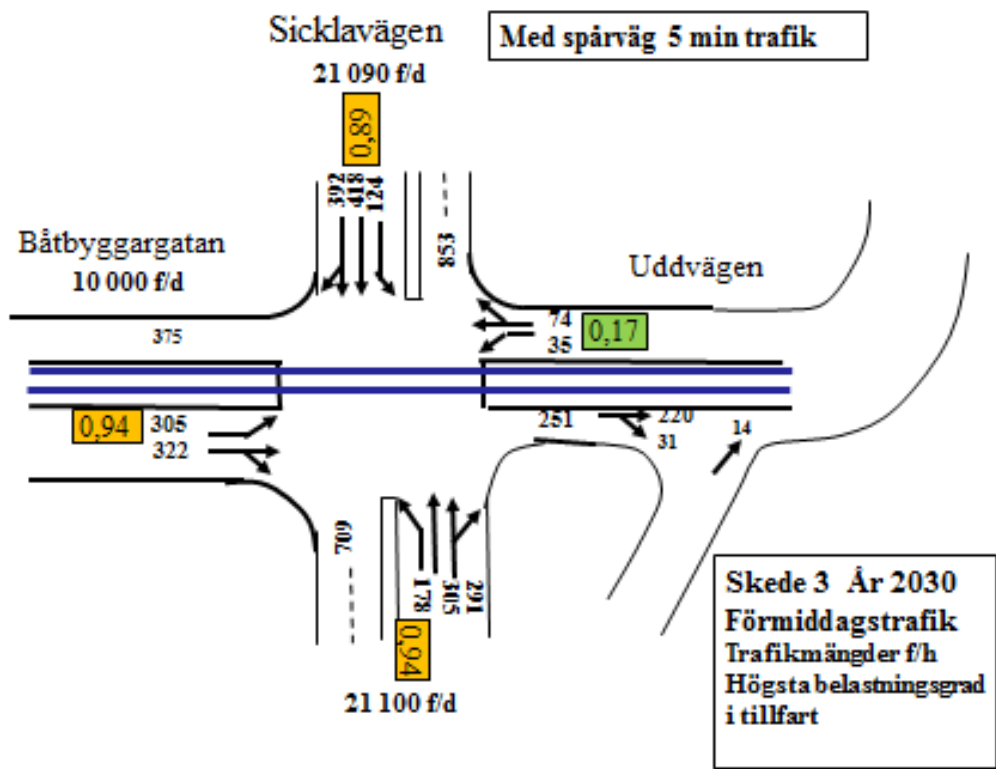 Sicklavägen
21 090 f/d
Med spårväg 5 min trafik
0,89
392
418
124
853
Båtbyggargatan
10 000 f/d
Uddvägen
375
74
35
0,17
0,94
305
322
251
220
31
14
709
178
305
291
0,94
21 100 f/d
Skede 3 År 2030
Förmiddagstrafik
Trafikmängder f/h
Högsta belastningsgrad
i tillfart